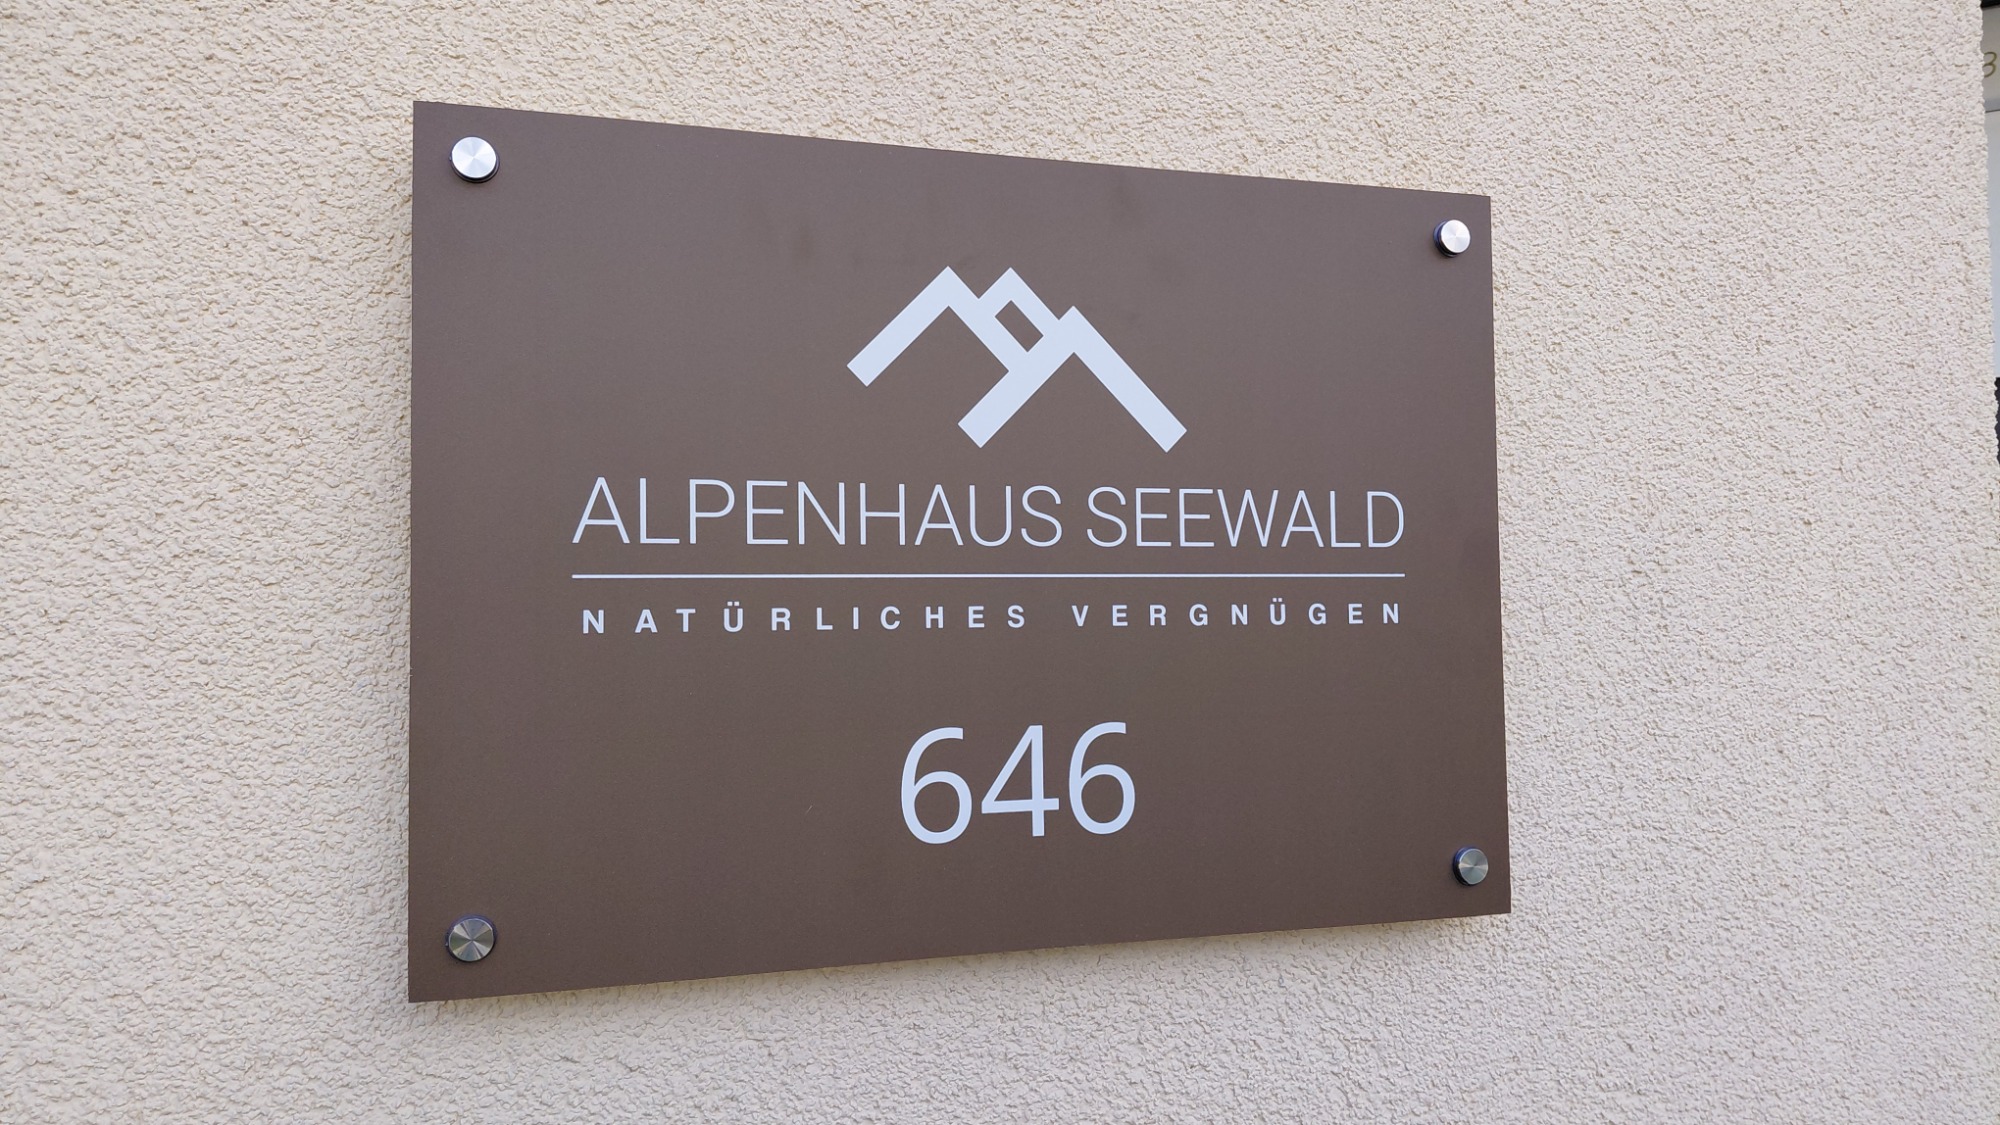 ALPENHAUS SEEWALD
NATÜRLICHES VERGNÜGEN
646